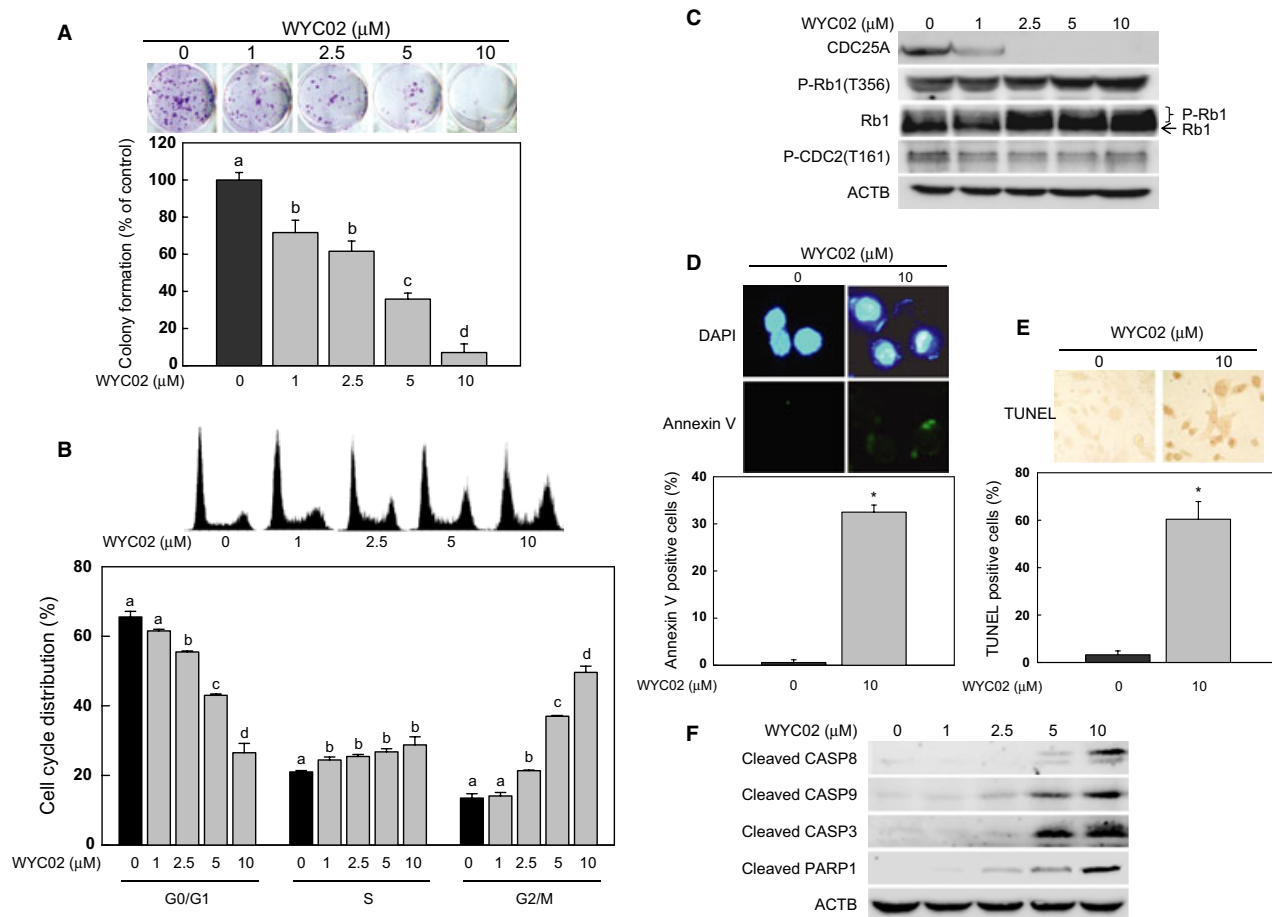 A
WYC02 (μM)
0 1 2.5 5 10
Colony formation (% of control)
120
100
80
60
40
20
0
a b b c d
WYC02 (μM) 0 1 2.5 5 10
B
WYC02 (μM) 0 1 2.5 5 10
Cell cycle distribution (%)
80
60
40
20
0
a a b c d a b b b b a a b c d
WYC02 (μM) 0 1 2.5 5 10 0 1 2.5 5 10 0 1 2.5 5 10
G0/G1 S G2/M
C
WYC02 (μM) 0 1 2.5 5 10
CDC25A
P-Rb1(T356)
Rb1 P-Rb1
Rb1
P-CDC2(T161)
ACTB
D
WYC02 (μM)
0 10
DAPI
Annexin V
Annexin V positive cells (%)
40
30
20
10
0
*
WYC02 (μM) 0 10
E
WYC02 (μM)
0 10
TUNEL
TUNEL positive cells (%)
80
60
40
20
0
*
WYC02 (μM) 0 10
F
WYC02 (μM) 0 1 2.5 5 10
Cleaved CASP8
Cleaved CASP9
Cleaved CASP3
Cleaved PARP1
ACTB